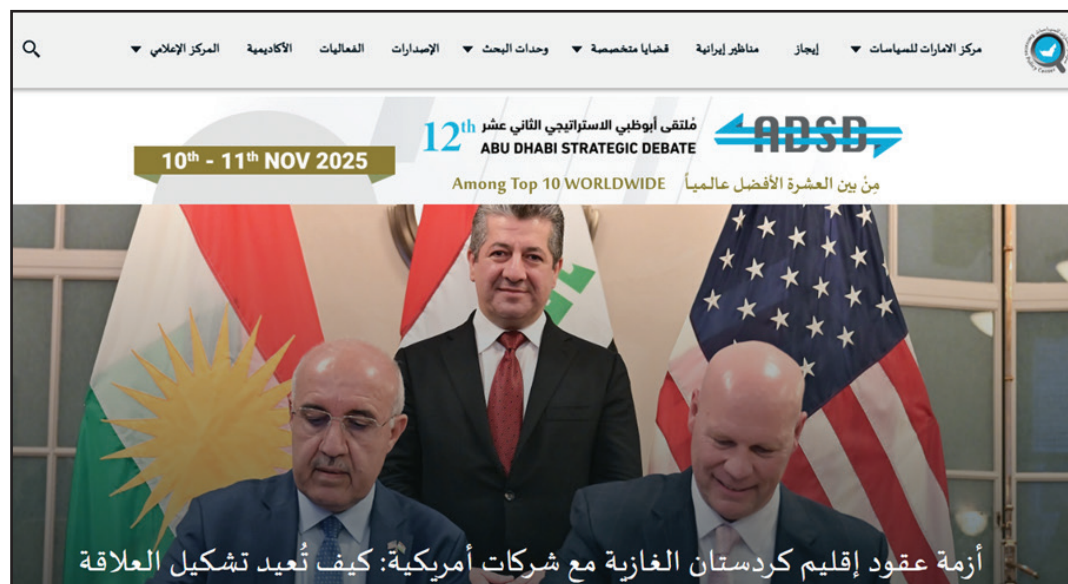 مركز الامارات للسياسات إيجاز مناظير إيرانية قضايا متخصصة وحدات البحث الإصدارات الفعاليات الأكاديمية المركز الإعلامي
ADSD
مُلتقى أبوظبي الاستراتيجي الثاني عشر 12th
ABU DHABI STRATEGIC DEBATE
مِنْ بين العشرة الأفضل عالمياً Among Top 10 WORLDWIDE
10th - 11th NOV 2025
أزمة عقود إقليم كردستان الغازية مع شركات أمريكية: كيف تُعيد تشكيل العلاقة